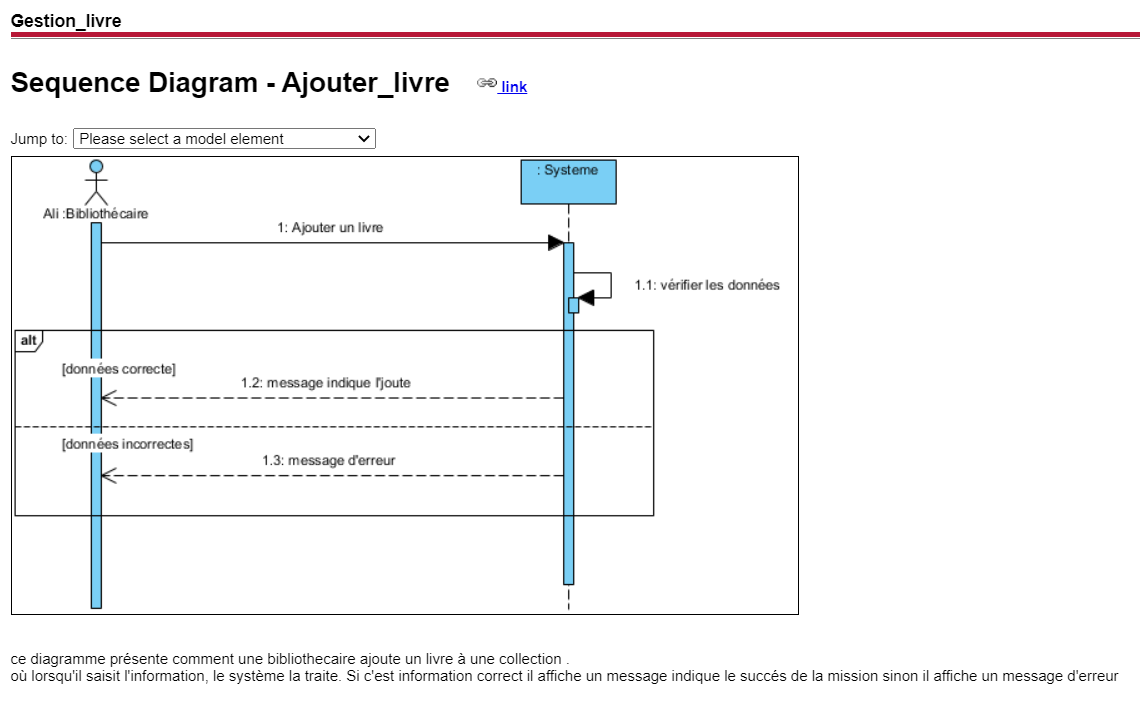 Gestion_livre
Sequence Diagram - Ajouter_livre link
Jump to: Please select a model element
: Systeme
Ali :Bibliothécaire
1: Ajouter un livre
1.1: vérifier les données
alt
[données correcte]
1.2: message indique l'joute
[données incorrectes]
1.3: message d'erreur
ce diagramme présente comment une bibliothecaire ajoute un livre à une collection .
où lorsqu'il saisit l'information, le système la traite. Si c'est information correct il affiche un message indique le succés de la mission sinon il affiche un message d'erreur